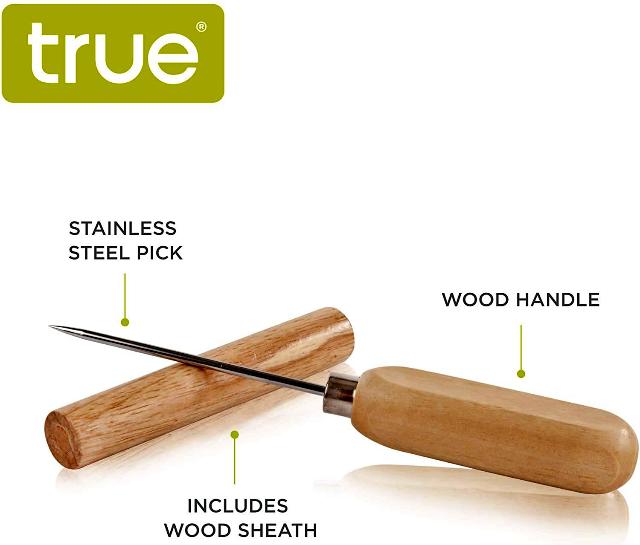 true®
STAINLESS
STEEL PICK
WOOD HANDLE
INCLUDES
WOOD SHEATH